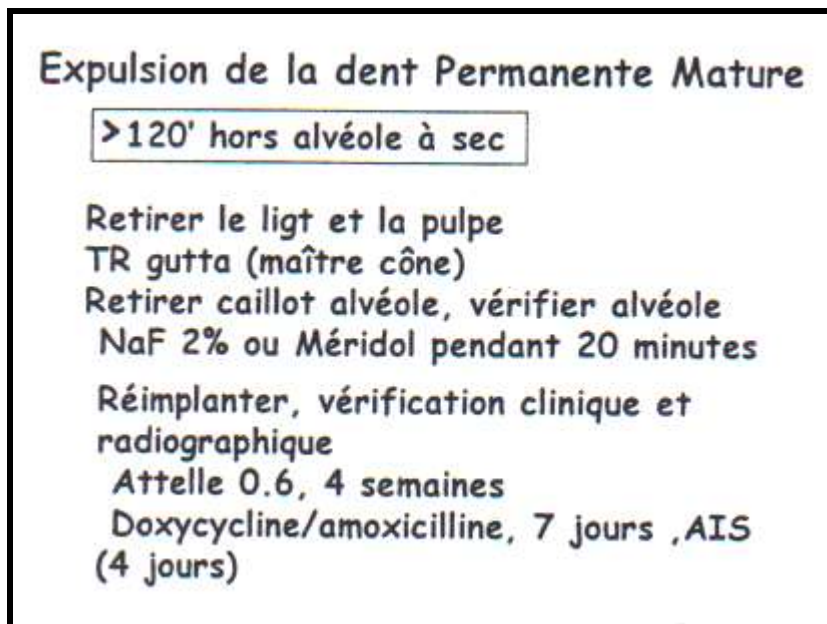 Expulsion de la dent Permanente Mature
>120' hors alvéole à sec
Retirer le ligt et la pulpe
TR gutta (maître cône)
Retirer caillot alvéole, vérifier alvéole
NaF 2% ou Méridol pendant 20 minutes
Réimplanter, vérification clinique et
radiographique
Attelle 0.6, 4 semaines
Doxycycline/amoxicilline, 7 jours ,AIS
(4 jours)